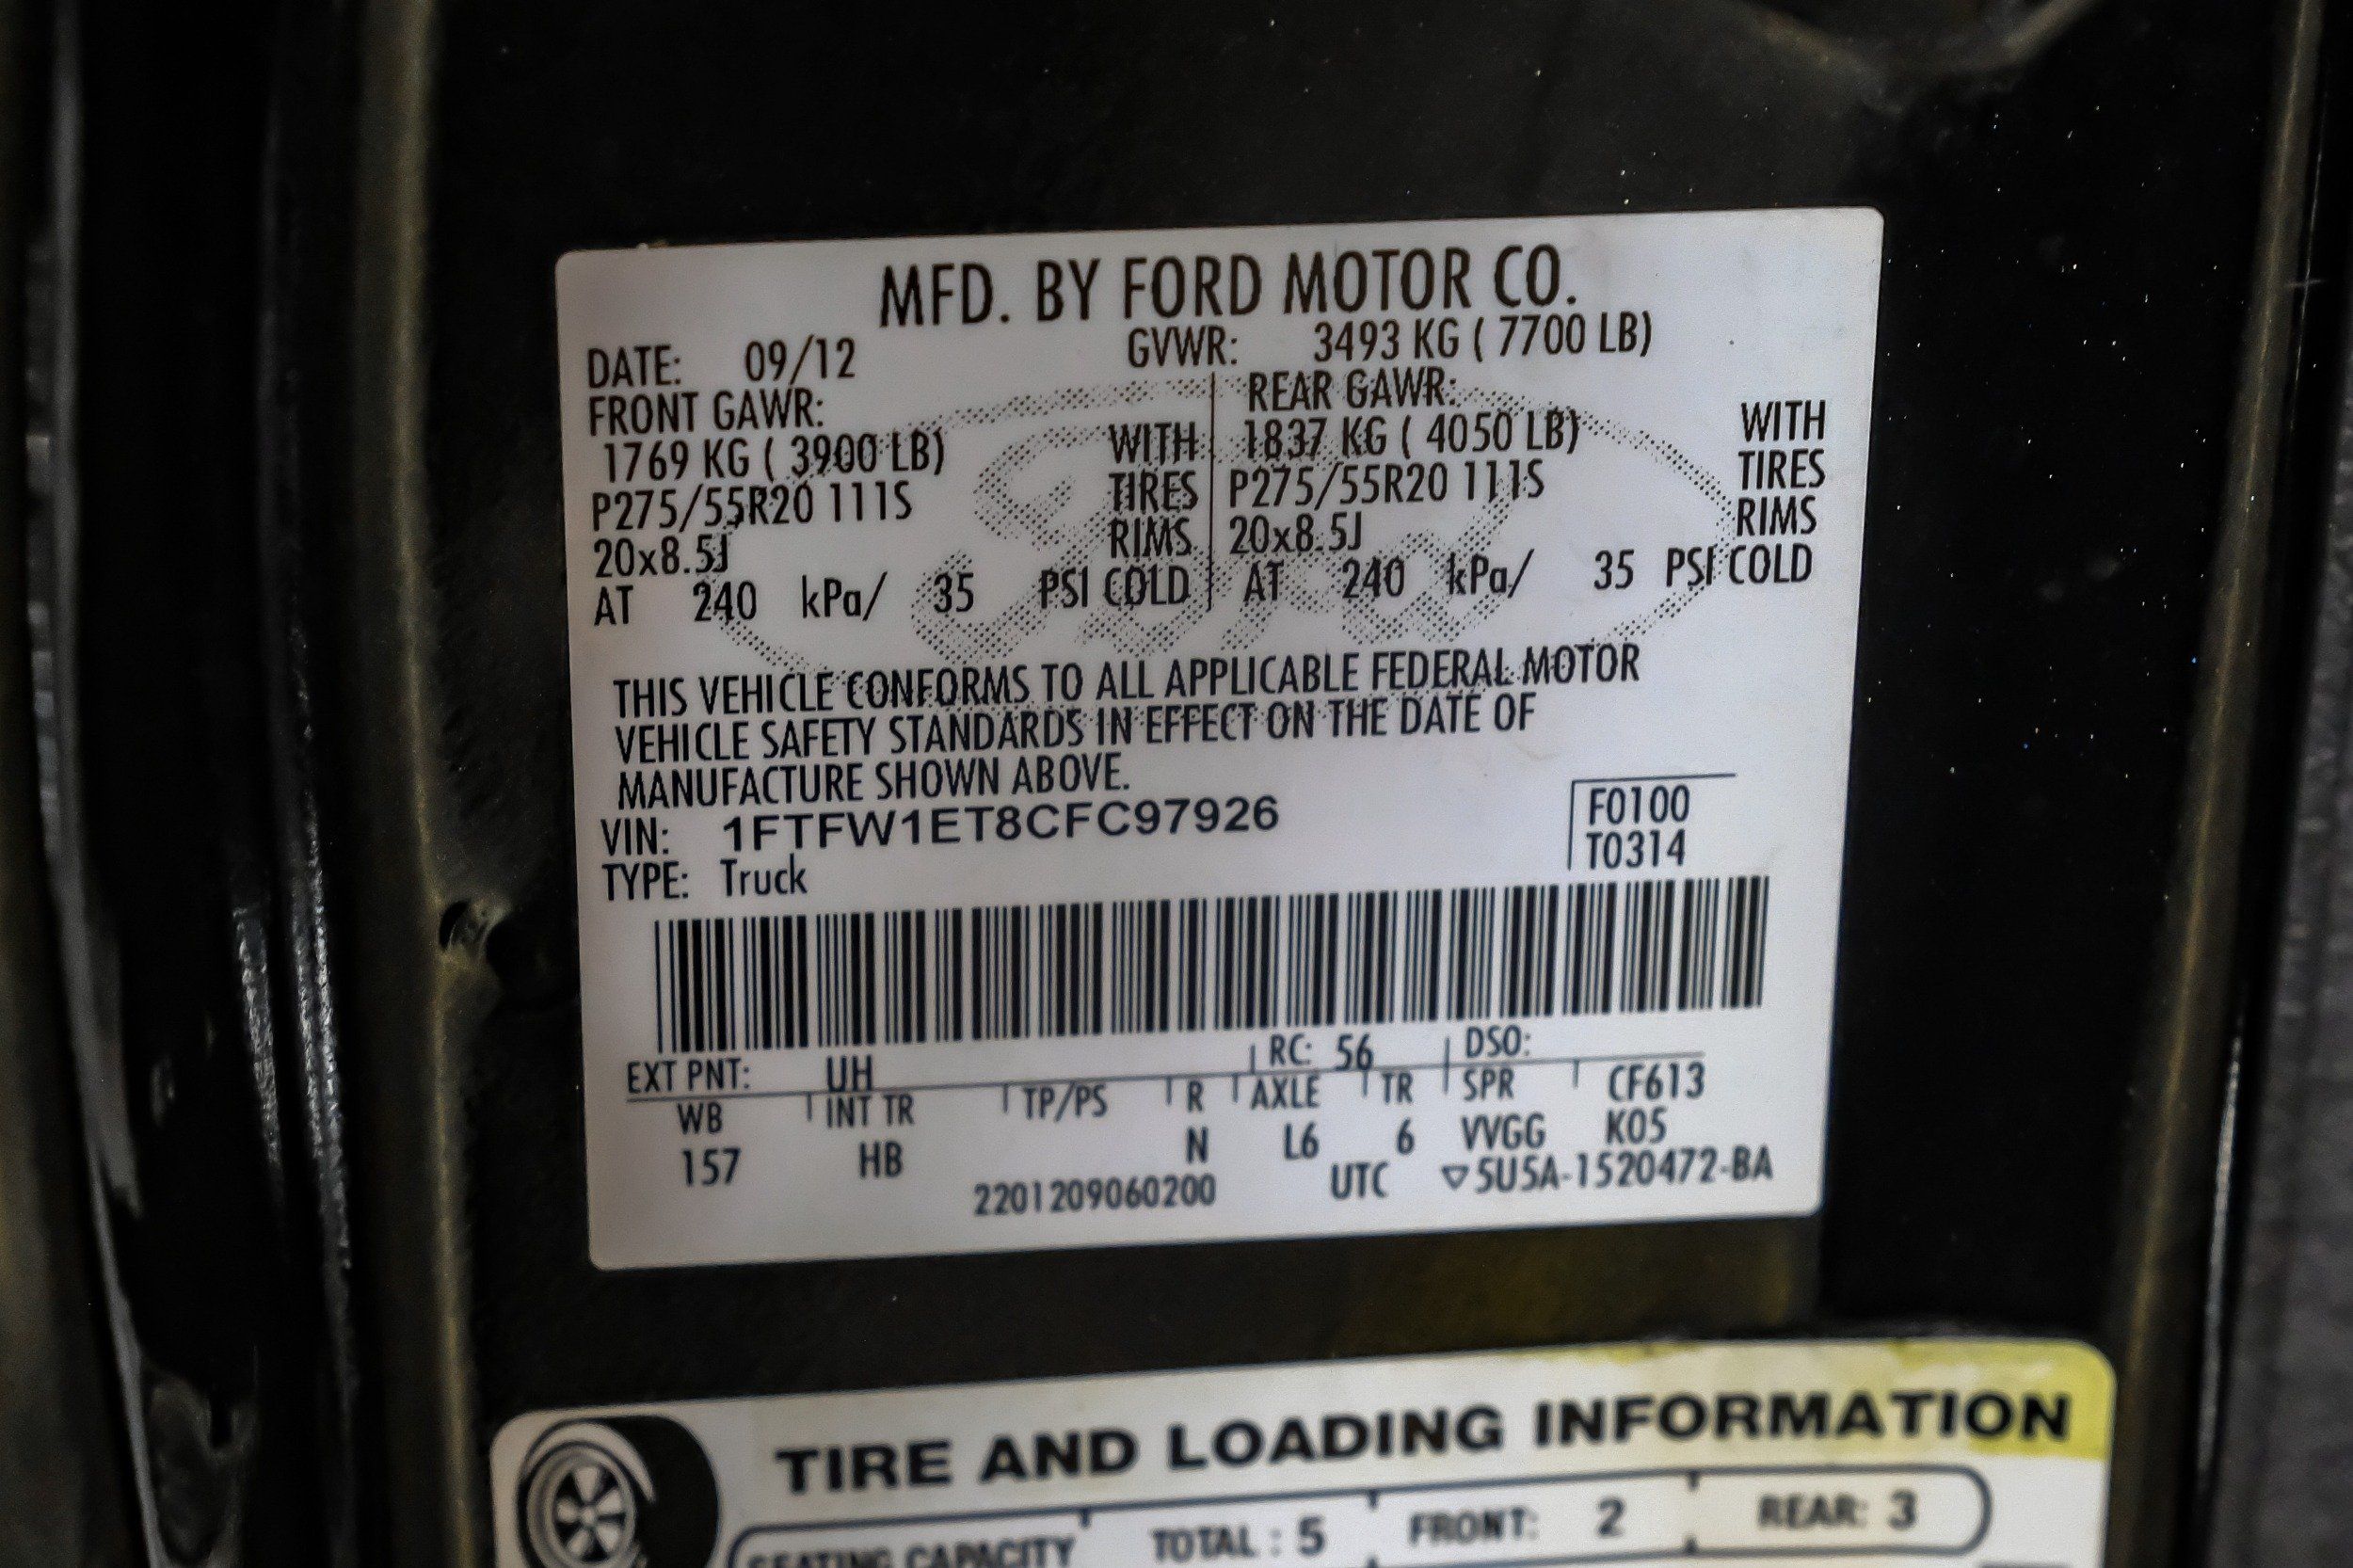 MFD. BY FORD MOTOR CO.
DATE: 09/12 GVWR: 3493 KG ( 7700 LB)
FRONT GAWR: REAR GAWR:
1769 KG ( 3900 LB) WITH 1837 KG ( 4050 LB) WITH
P275/55R20 111S TIRES P275/55R20 111S TIRES
20x8.5J RIMS 20x8.5J RIMS
AT 240 kPa/ 35 PSI COLD AT 240 kPa/ 35 PSI COLD
THIS VEHICLE CONFORMS TO ALL APPLICABLE FEDERAL MOTOR
VEHICLE SAFETY STANDARDS IN EFFECT ON THE DATE OF
MANUFACTURE SHOWN ABOVE.
VIN: 1FTFW1ET8CFC97926 F0100
TYPE: Truck T0314
EXT PNT: UH RC: 56 DSO:
WB INT TR TP/PS R AXLE TR SPR CF613
157 HB N L6 6 VVGG K05
2201209060200 UTC ▽5U5A-1520472-BA
TIRE AND LOADING INFORMATION
SEATING CAPACITY TOTAL : 5 FRONT: 2 REAR: 3